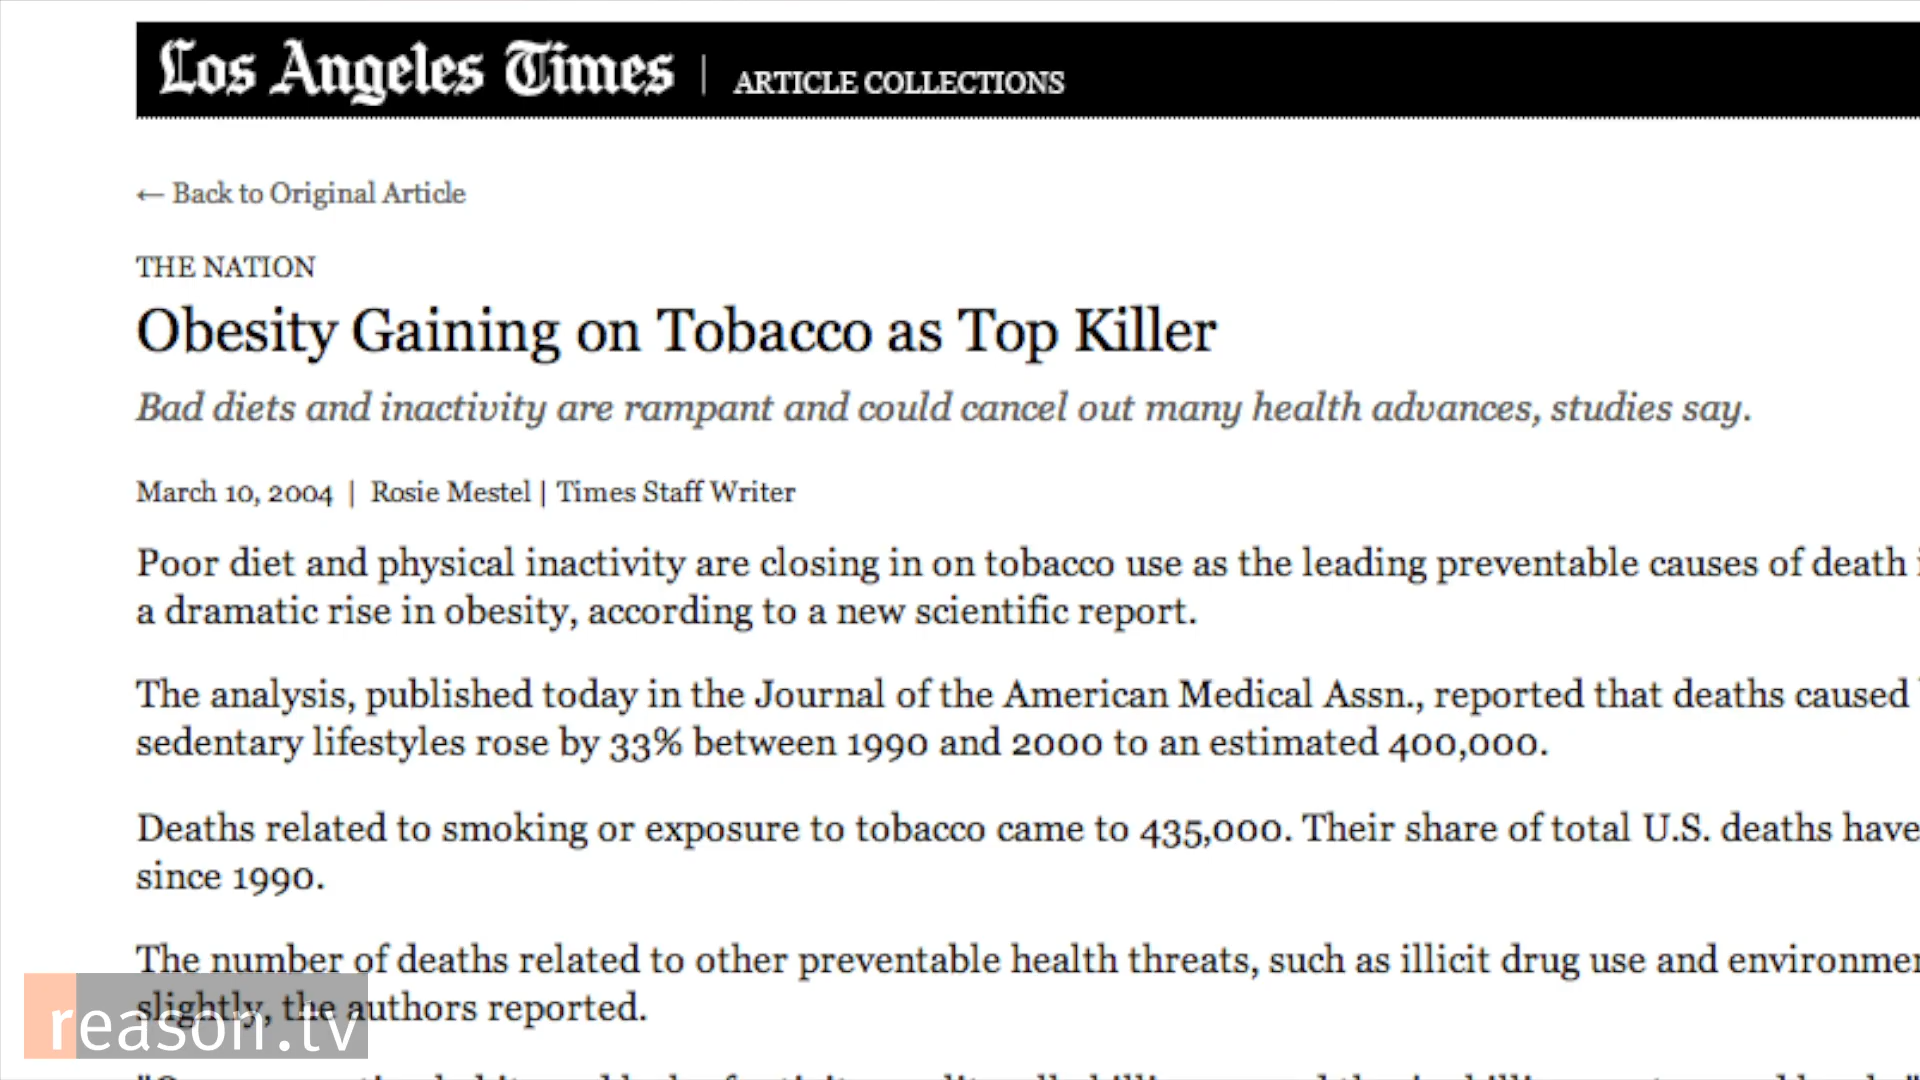 Los Angeles Times | ARTICLE COLLECTIONS
← Back to Original Article
THE NATION
Obesity Gaining on Tobacco as Top Killer
Bad diets and inactivity are rampant and could cancel out many health advances, studies say.
March 10, 2004 | Rosie Mestel | Times Staff Writer
Poor diet and physical inactivity are closing in on tobacco use as the leading preventable causes of death
a dramatic rise in obesity, according to a new scientific report.
The analysis, published today in the Journal of the American Medical Assn., reported that deaths caused
sedentary lifestyles rose by 33% between 1990 and 2000 to an estimated 400,000.
Deaths related to smoking or exposure to tobacco came to 435,000. Their share of total U.S. deaths have
since 1990.
The number of deaths related to other preventable health threats, such as illicit drug use and
slightly, the authors reported.
reason.tv